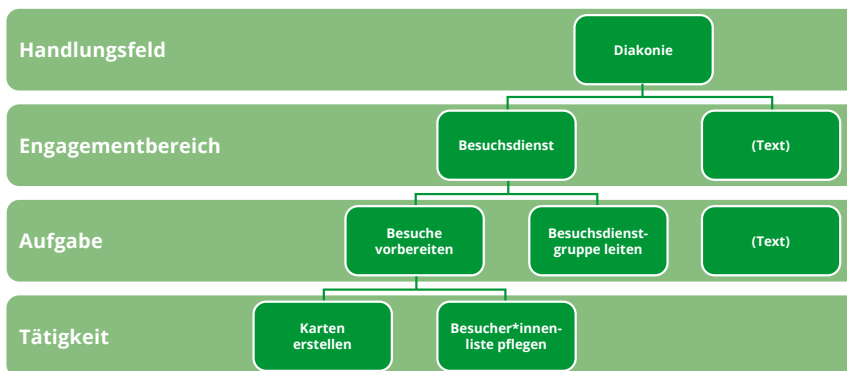 Handlungsfeld
Diakonie
Engagementbereich
Besuchsdienst
(Text)
Aufgabe
Besuche
vorbereiten
Besuchsdienst-
gruppe leiten
(Text)
Tätigkeit
Karten
erstellen
Besucher*innen-
liste pflegen